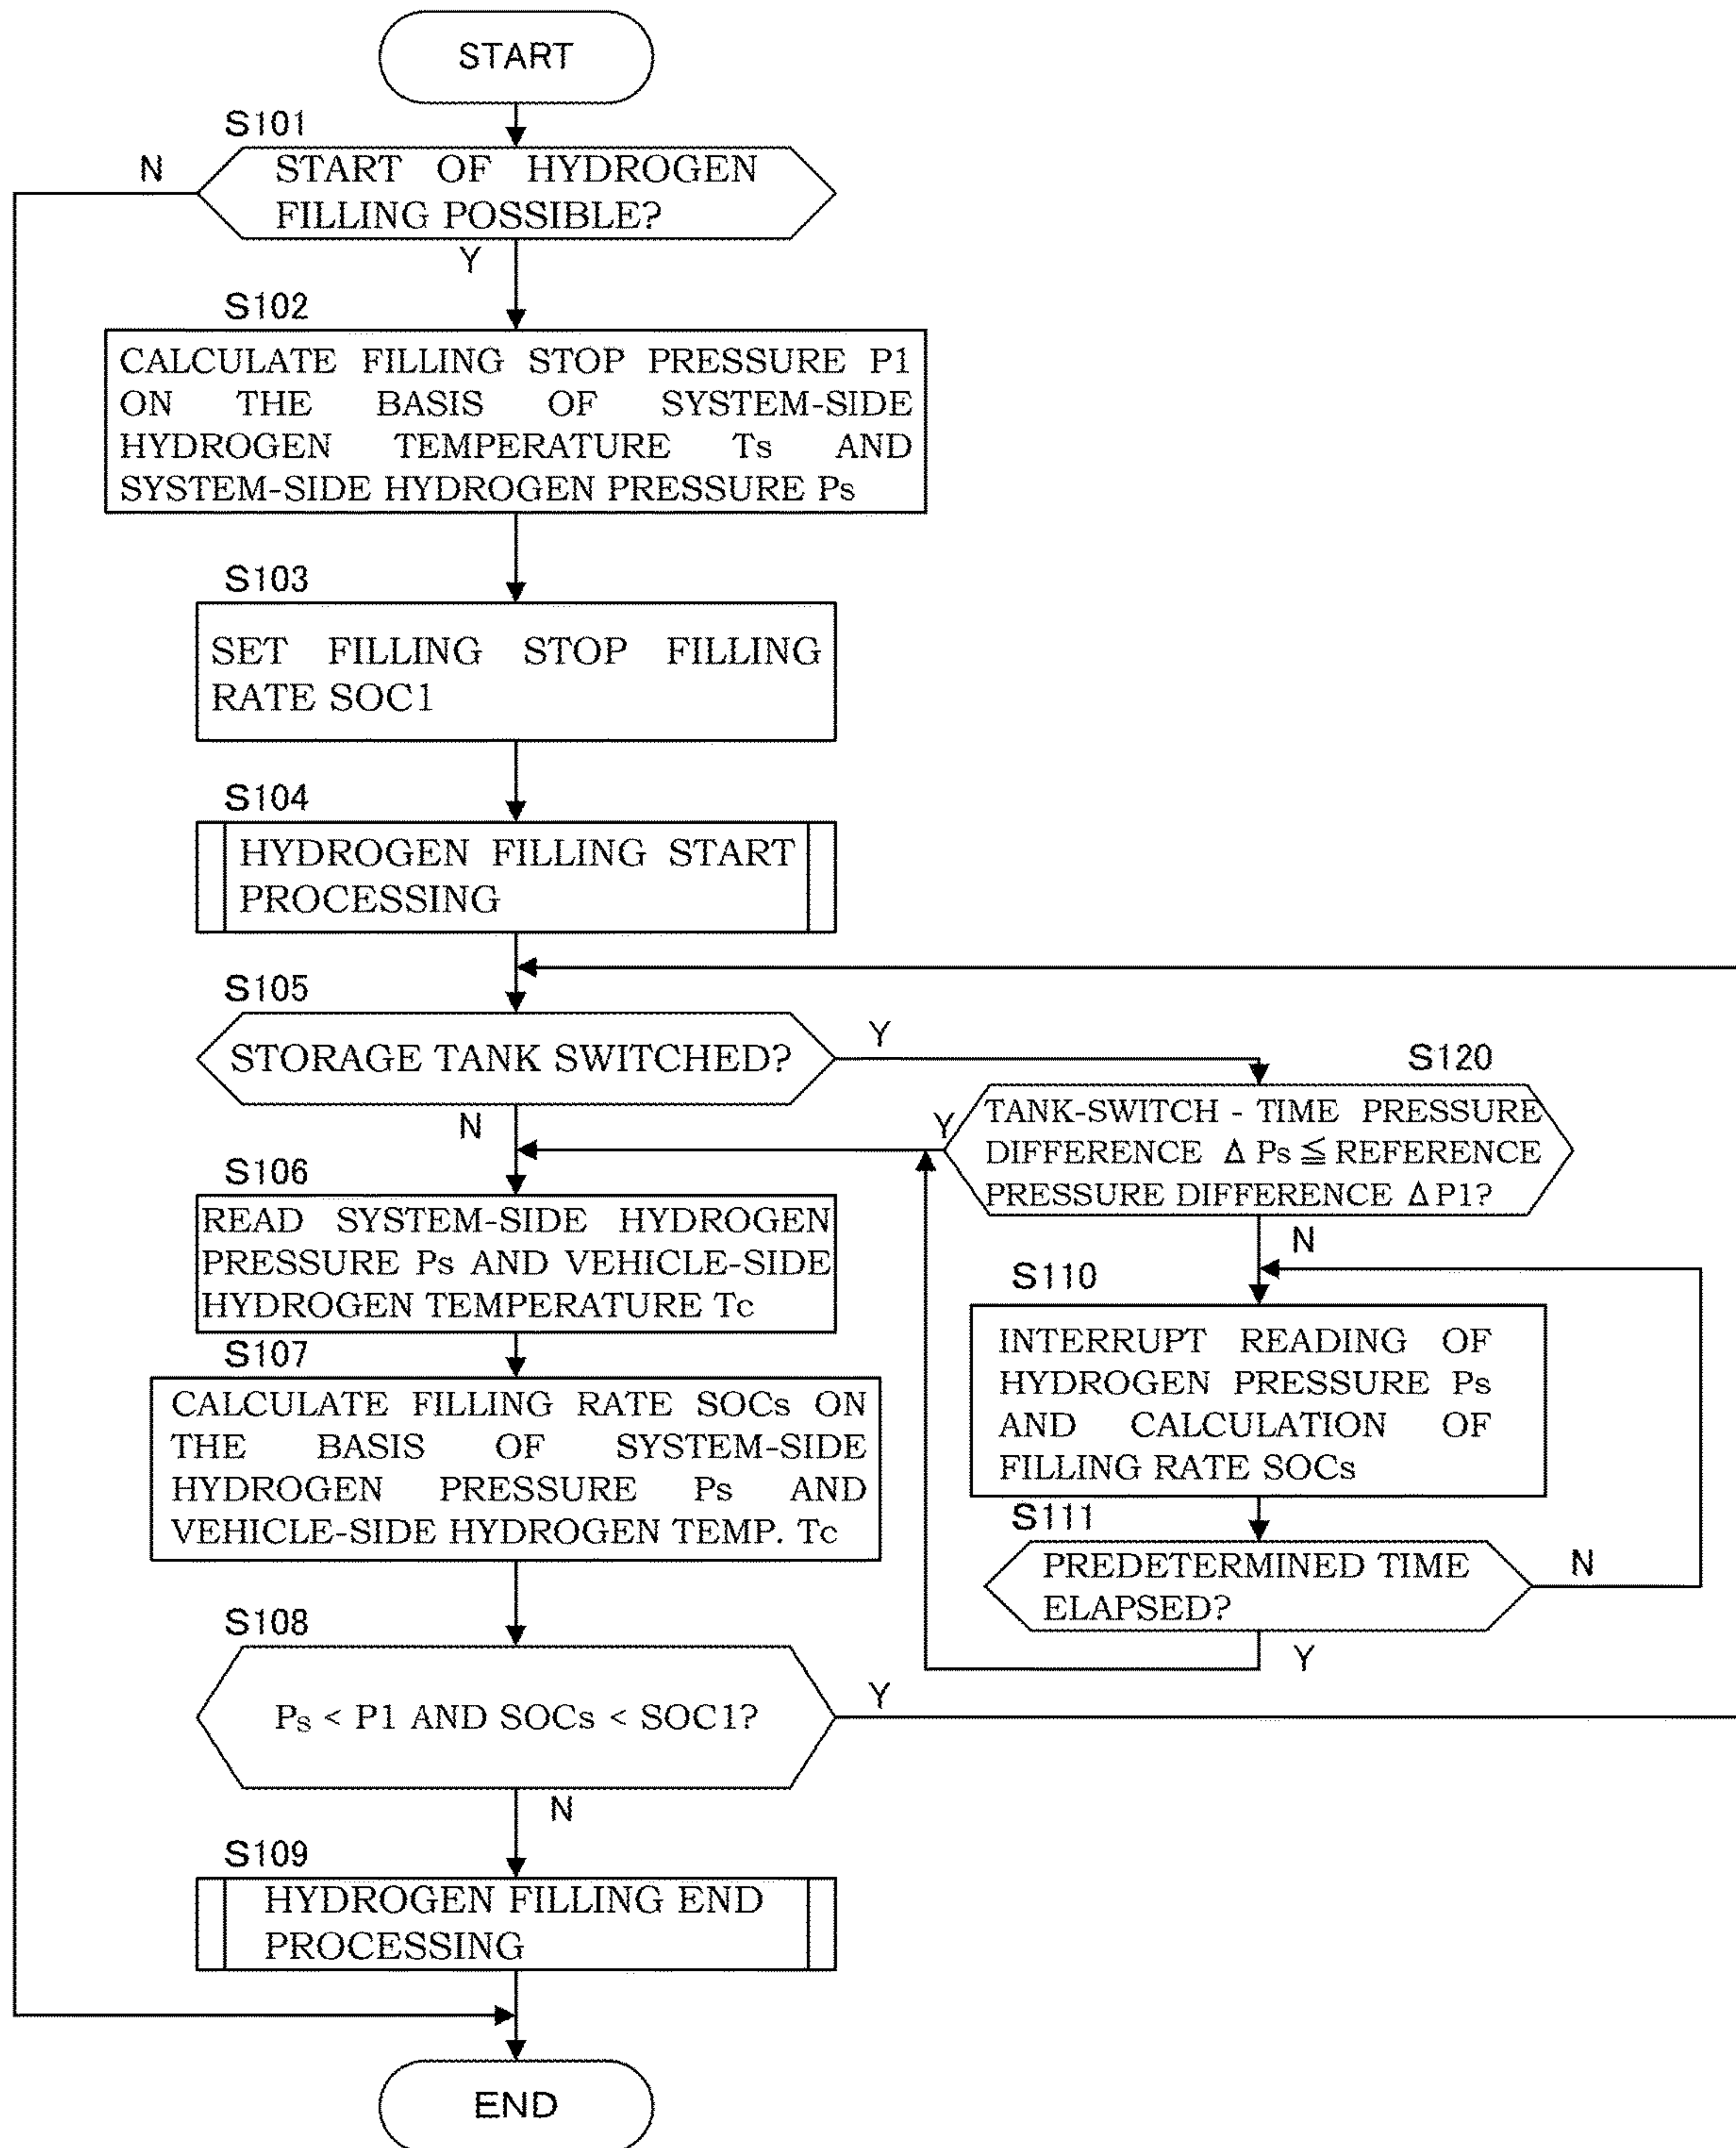 START
S101
N
START OF HYDROGEN
FILLING POSSIBLE?
Y
S102
CALCULATE FILLING STOP PRESSURE P1
ON THE BASIS OF SYSTEM-SIDE
HYDROGEN TEMPERATURE Ts AND
SYSTEM-SIDE HYDROGEN PRESSURE Ps
S103
SET FILLING STOP FILLING
RATE SOC1
S104
HYDROGEN FILLING START
PROCESSING
S105
STORAGE TANK SWITCHED?
Y
N
S120
TANK-SWITCH - TIME PRESSURE
DIFFERENCE Δ Ps ≦ REFERENCE
PRESSURE DIFFERENCE Δ P1?
Y
N
S106
READ SYSTEM-SIDE HYDROGEN
PRESSURE Ps AND VEHICLE-SIDE
HYDROGEN TEMPERATURE Tc
S110
INTERRUPT READING OF
HYDROGEN PRESSURE Ps
AND CALCULATION OF
FILLING RATE SOCs
S107
CALCULATE FILLING RATE SOCs ON
THE BASIS OF SYSTEM-SIDE
HYDROGEN PRESSURE Ps AND
VEHICLE-SIDE HYDROGEN TEMP. Tc
S111
PREDETERMINED TIME
ELAPSED?
N
Y
S108
Ps < P1 AND SOCs < SOC1?
Y
N
S109
HYDROGEN FILLING END
PROCESSING
END